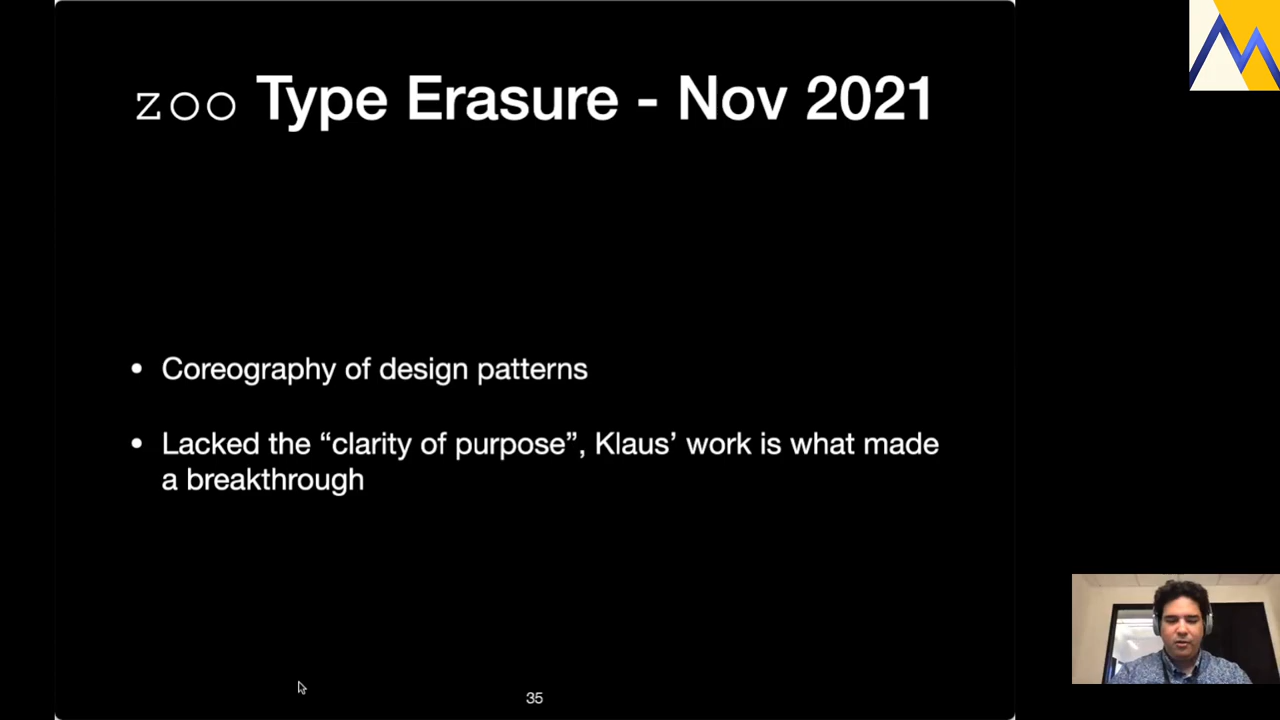 zoo Type Erasure - Nov 2021
• Coreography of design patterns
• Lacked the “clarity of purpose”, Klaus’ work is what made
a breakthrough
35